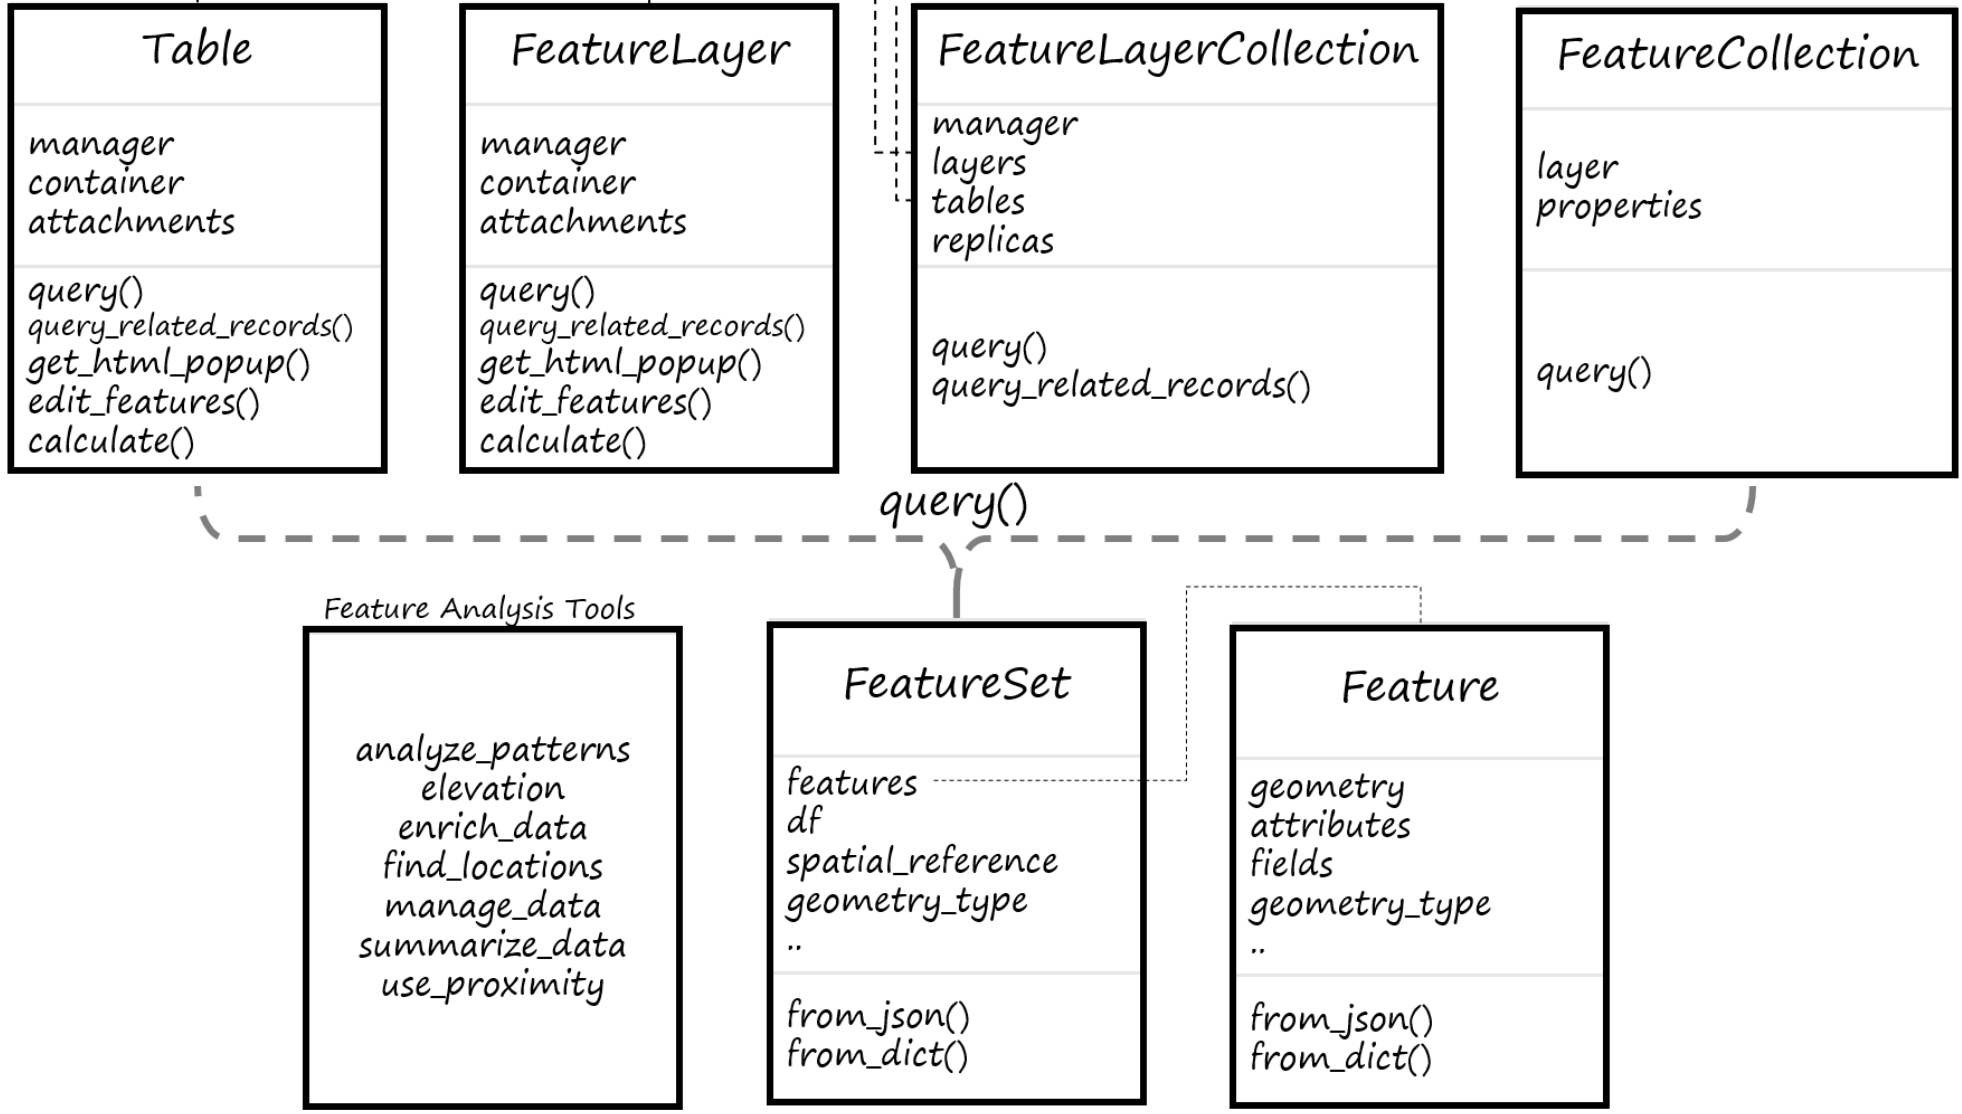 Table
manager
container
attachments
query()
query_related_records()
get_html_popup()
edit_features()
calculate()
FeatureLayer
manager
container
attachments
query()
query_related_records()
get_html_popup()
edit_features()
calculate()
FeatureLayerCollection
manager
layers
tables
replicas
query()
query_related_records()
FeatureCollection
layer
properties
query()
query()
Feature Analysis Tools
analyze_patterns
elevation
enrich_data
find_locations
manage_data
summarize_data
use_proximity
FeatureSet
features
df
spatial_reference
geometry_type
..
from_json()
from_dict()
Feature
geometry
attributes
fields
geometry_type
..
from_json()
from_dict()